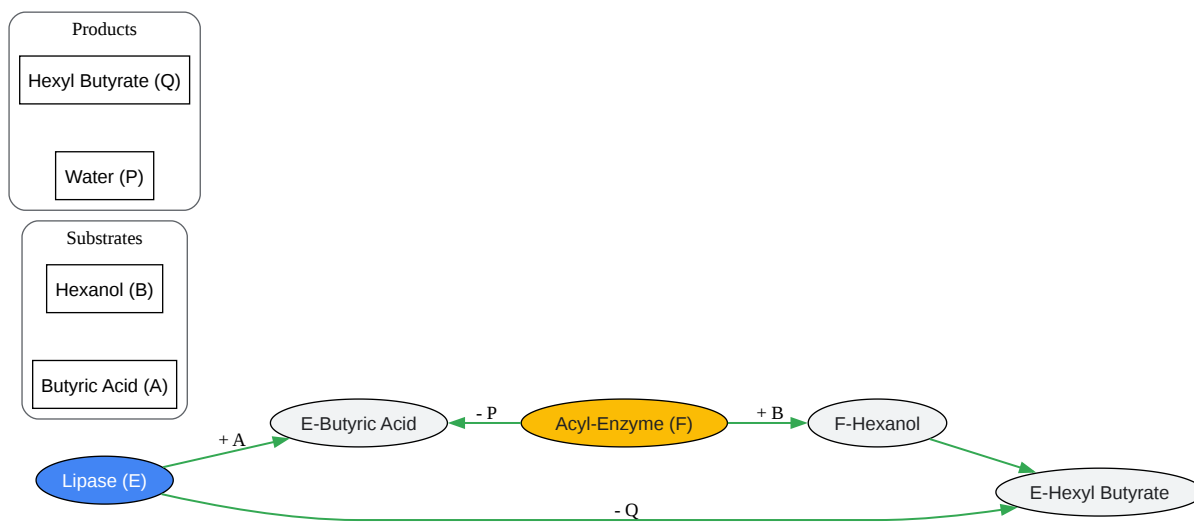 Products
Hexyl Butyrate (Q)
Water (P)
Substrates
Hexanol (B)
Butyric Acid (A)
Lipase (E)
+ A
E-Butyric Acid
- P
Acyl-Enzyme (F)
+ B
F-Hexanol
E-Hexyl Butyrate
- Q